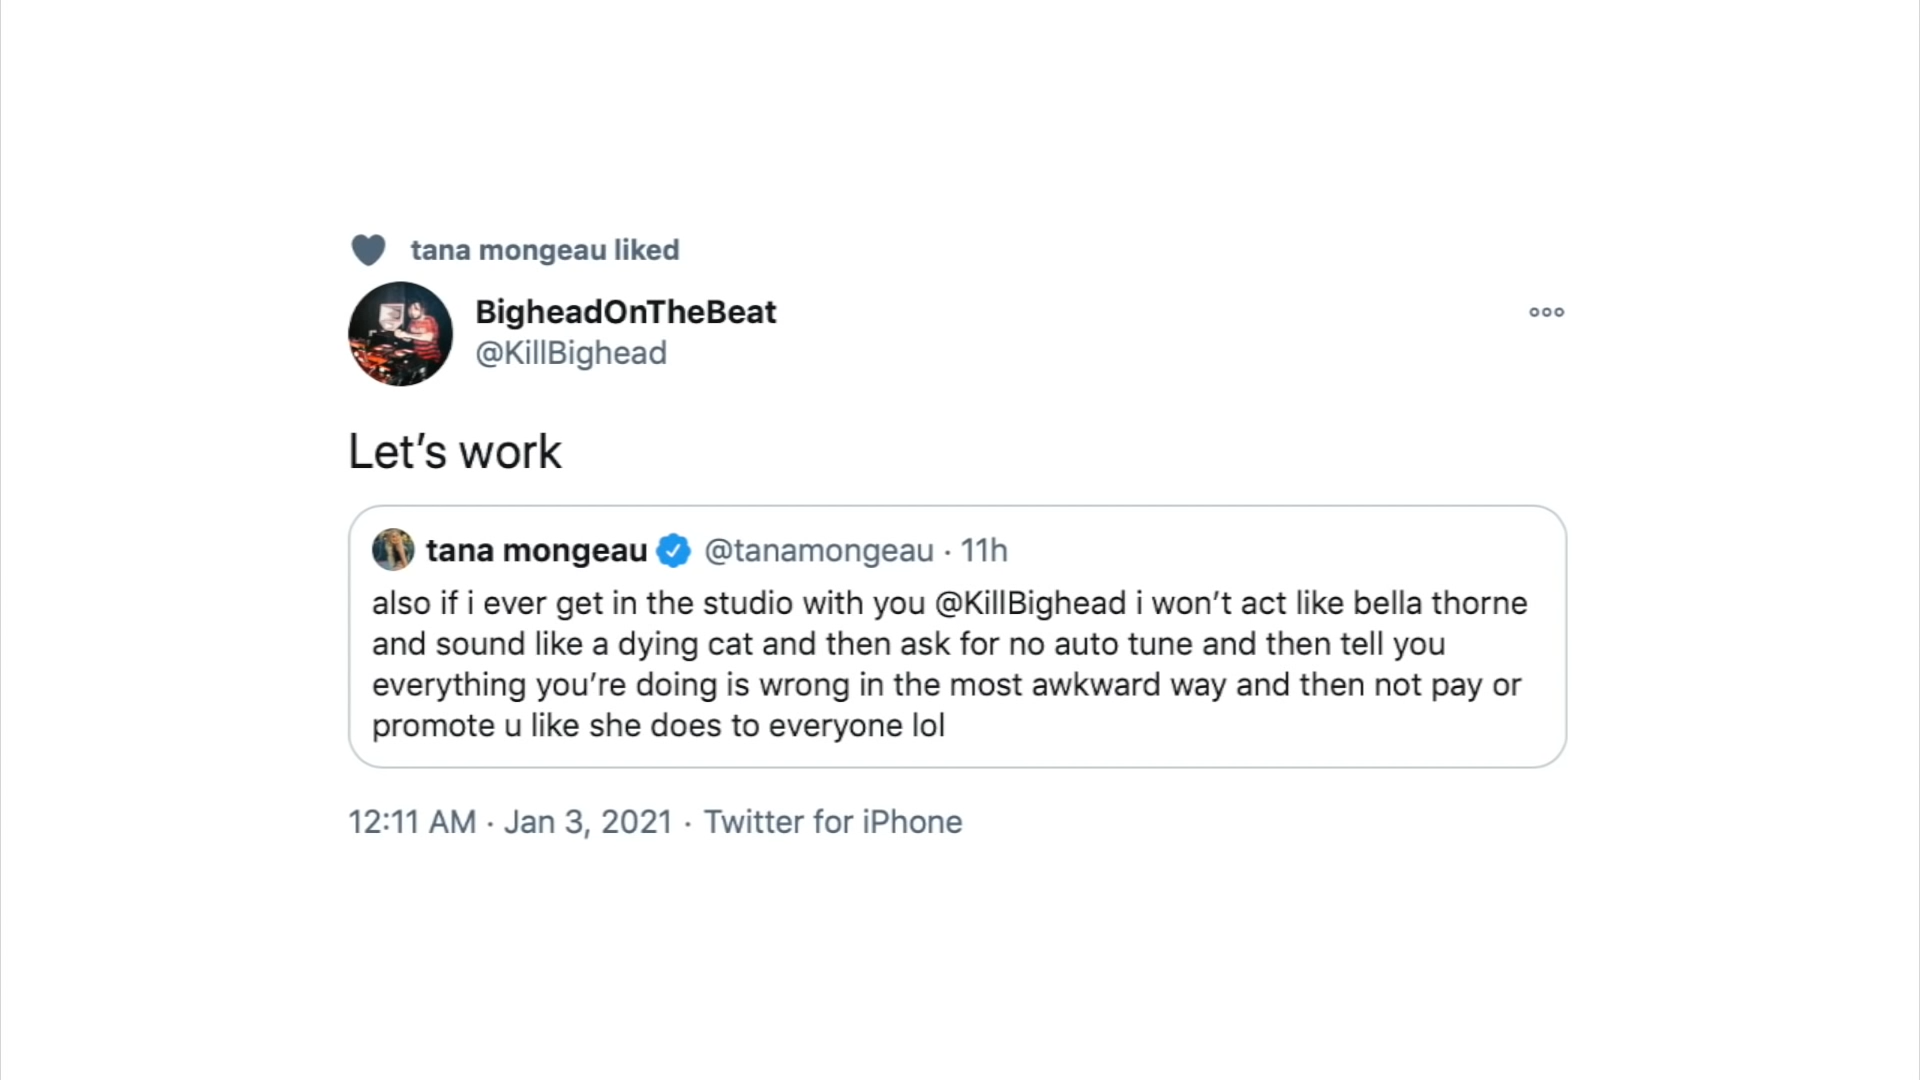 tana mongeau liked
BigheadOnTheBeat
@KillBighead
Let’s work
tana mongeau @tanamongeau · 11h
also if i ever get in the studio with you @KillBighead i won’t act like bella thorne
and sound like a dying cat and then ask for no auto tune and then tell you
everything you’re doing is wrong in the most awkward way and then not pay or
promote u like she does to everyone lol
12:11 AM · Jan 3, 2021 · Twitter for iPhone